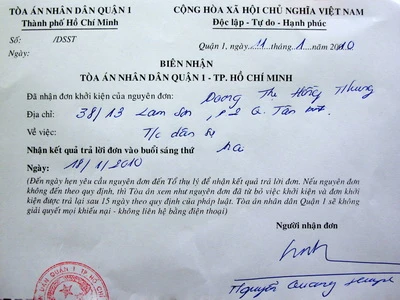 TÒA ÁN NHÂN DÂN QUẬN 1
Thành phố Hồ Chí Minh
CỘNG HÒA XÃ HỘI CHỦ NGHĨA VIỆT NAM
Độc lập - Tự do - Hạnh phúc
Số: /DSST
Quận 1, ngày 11 tháng 1 năm 2010
BIÊN NHẬN
TÒA ÁN NHÂN DÂN QUẬN 1 - TP. HỒ CHÍ MINH
Đã nhận đơn khởi kiện của nguyên đơn: Dương Thị Hồng Nhung
Địa chỉ: 38/13 Lam Sơn, P2 Q. Tân
Về việc: T/c dân sự
Nhận kết quả trả lời đơn vào buổi sáng thứ hai
Ngày: 18/1/2010
(Đến ngày hẹn yêu cầu nguyên đơn đến Tổ thụ lý để nhận kết quả trả lời đơn. Nếu nguyên đơn
không đến theo quy định, thì Tòa án xem như nguyên đơn đã từ bỏ việc khởi kiện và đơn khởi
kiện được trả lại sau 15 ngày theo quy định của pháp luật. Tòa án nhân dân Quận 1 sẽ không
giải quyết mọi khiếu nại - không liên hệ bằng điện thoại)
Người nhận đơn
Nguyễn Quang
DÂN QUẬN 1 T.P HỒ CHÍ